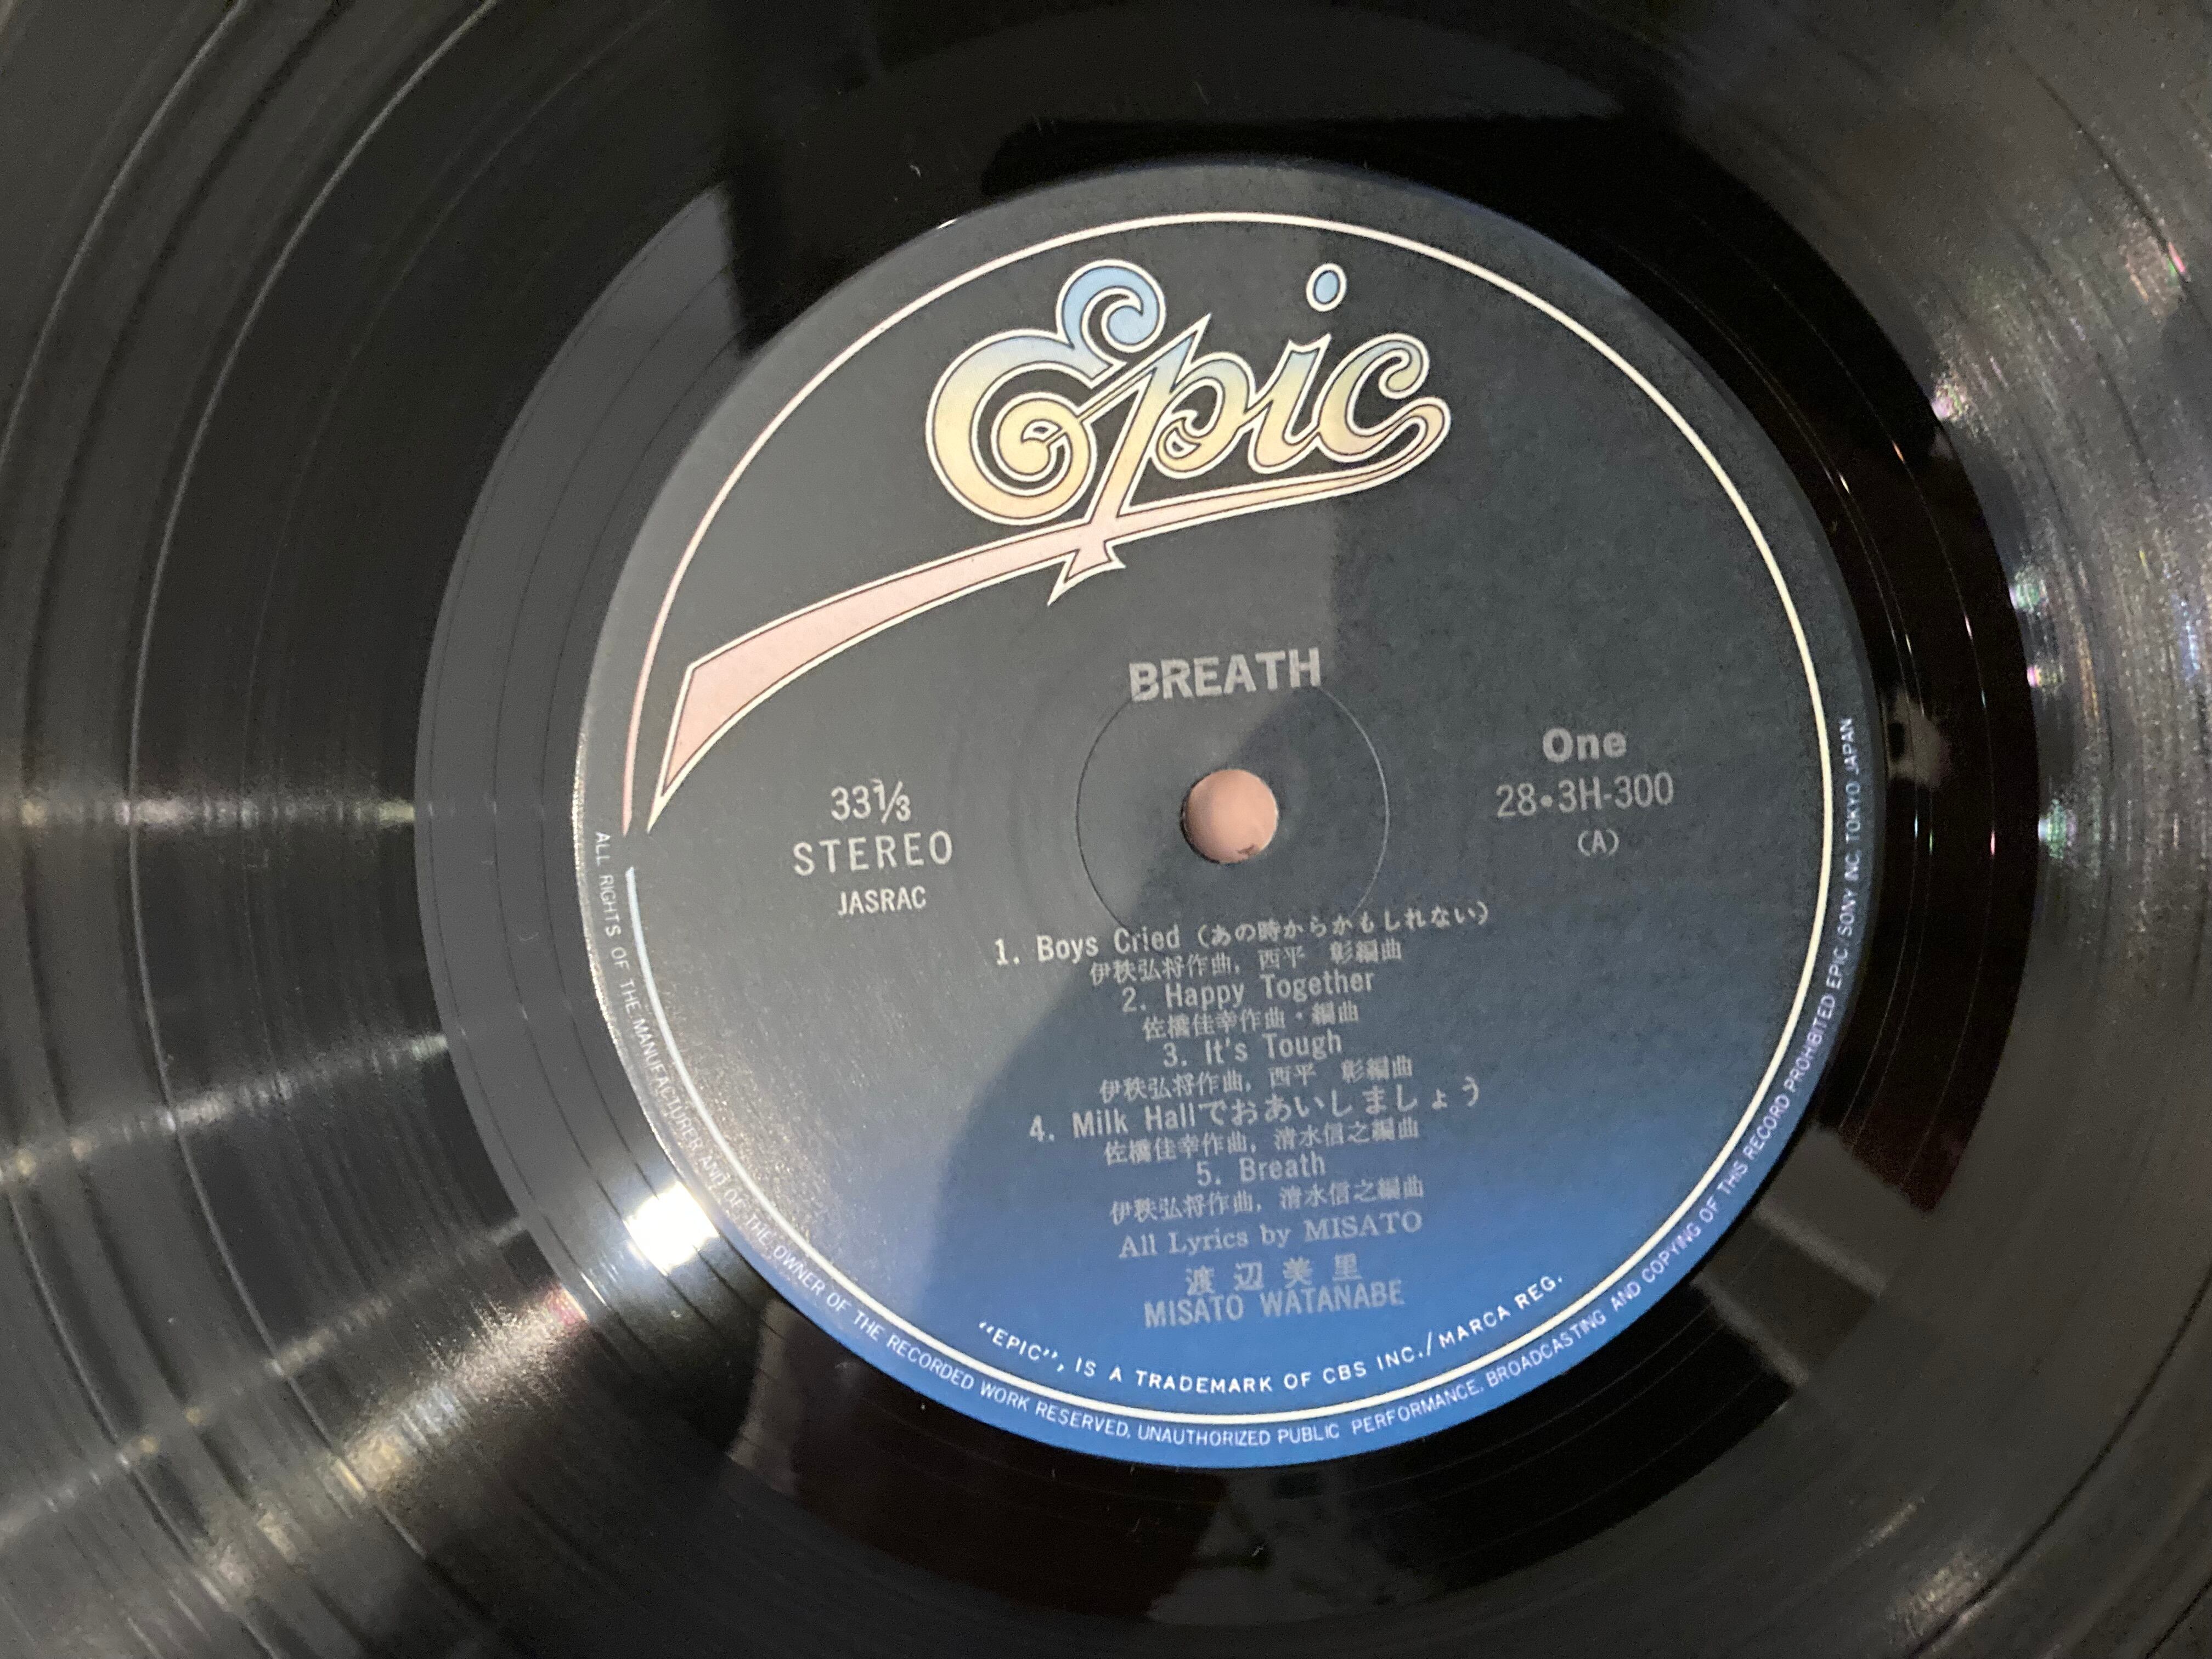 Epic
BREATH
33⅓
STEREO
JASRAC
One
28・3H-300
(A)
1. Boys Cried (あの時からかもしれない)
伊秩弘将作曲, 西平 彰編曲
2. Happy Together
佐橋佳幸作曲・編曲
3. It's Tough
伊秩弘将作曲, 西平 彰編曲
4. Milk Hallでおあいしましょう
佐橋佳幸作曲, 清水信之編曲
5. Breath
伊秩弘将作曲, 清水信之編曲
All Lyrics by MISATO
渡辺美里
MISATO WATANABE
"EPIC", IS A TRADEMARK OF CBS INC./MARCA REG.
ALL RIGHTS OF THE MANUFACTURER AND OF THE OWNER OF THE RECORDED WORK RESERVED, UNAUTHORIZED PUBLIC PERFORMANCE, BROADCASTING AND COPYING OF THIS RECORD PROHIBITED EPIC/SONY INC. TOKYO JAPAN